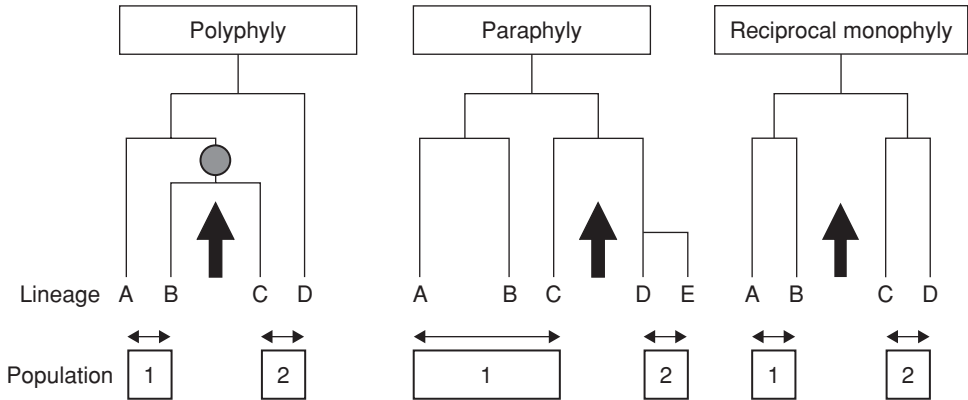 Polyphyly Paraphyly Reciprocal monophyly
Lineage A B C D A B C D E A B C D
Population 1 2 1 2 1 2